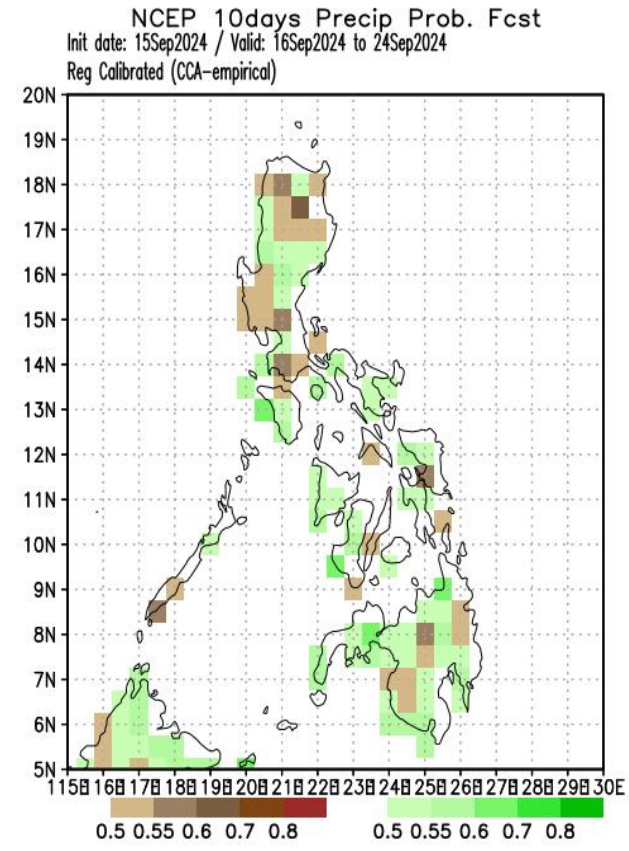 NCEP 10days Precip Prob. Fcst
Init date: 15Sep2024 / Valid: 16Sep2024 to 24Sep2024
Reg Calibrated (CCA-empirical)
20N
19N
18N
17N
16N
15N
14N
13N
12N
11N
10N
9N
8N
7N
6N
5N
115E 116E 117E 118E 119E 120E 121E 122E 123E 124E 125E 126E 127E 128E 129E 130E
0.5 0.55 0.6 0.7 0.8 0.5 0.55 0.6 0.7 0.8